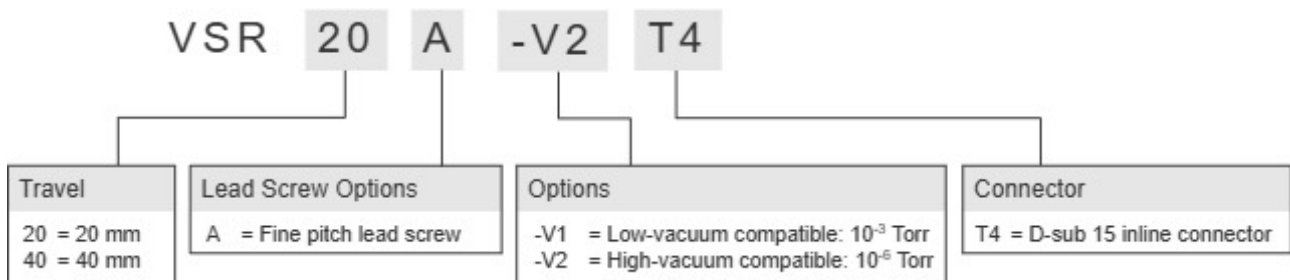 VSR 20 A -V2 T4
Travel
20 = 20 mm
40 = 40 mm
Lead Screw Options
A = Fine pitch lead screw
Options
-V1 = Low-vacuum compatible: 10⁻³ Torr
-V2 = High-vacuum compatible: 10⁻⁶ Torr
Connector
T4 = D-sub 15 inline connector